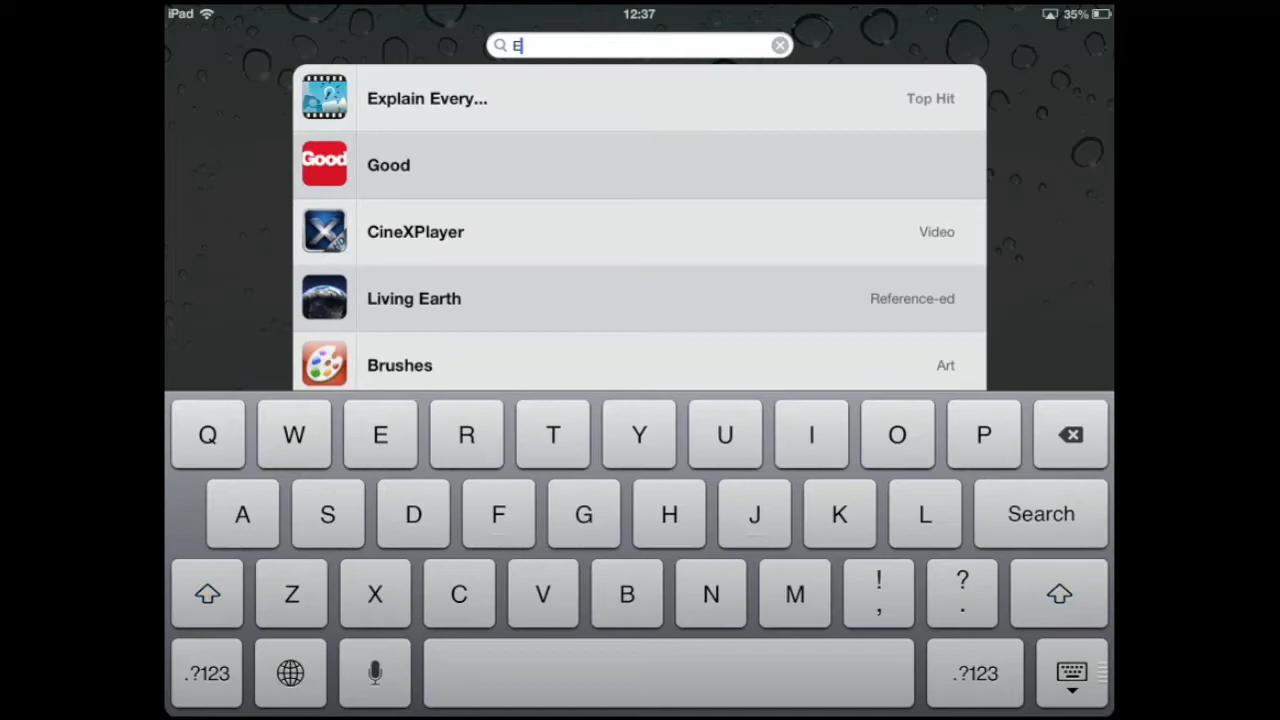 iPad 12:37 35%
E
Explain Every... Top Hit
Good Good
CineXPlayer Video
Living Earth Reference-ed
Brushes Art
Q W E R T Y U I O P
A S D F G H J K L Search
Z X C V B N M ! , ? .
.?123 .?123